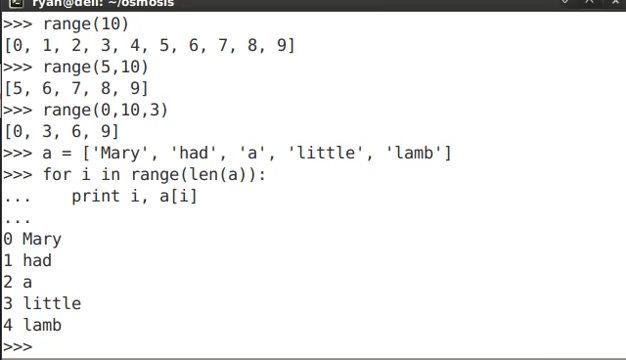 ryan@dell: ~/osmosis
>>> range(10)
[0, 1, 2, 3, 4, 5, 6, 7, 8, 9]
>>> range(5,10)
[5, 6, 7, 8, 9]
>>> range(0,10,3)
[0, 3, 6, 9]
>>> a = ['Mary', 'had', 'a', 'little', 'lamb']
>>> for i in range(len(a)):
...    print i, a[i]
...
0 Mary
1 had
2 a
3 little
4 lamb
>>>